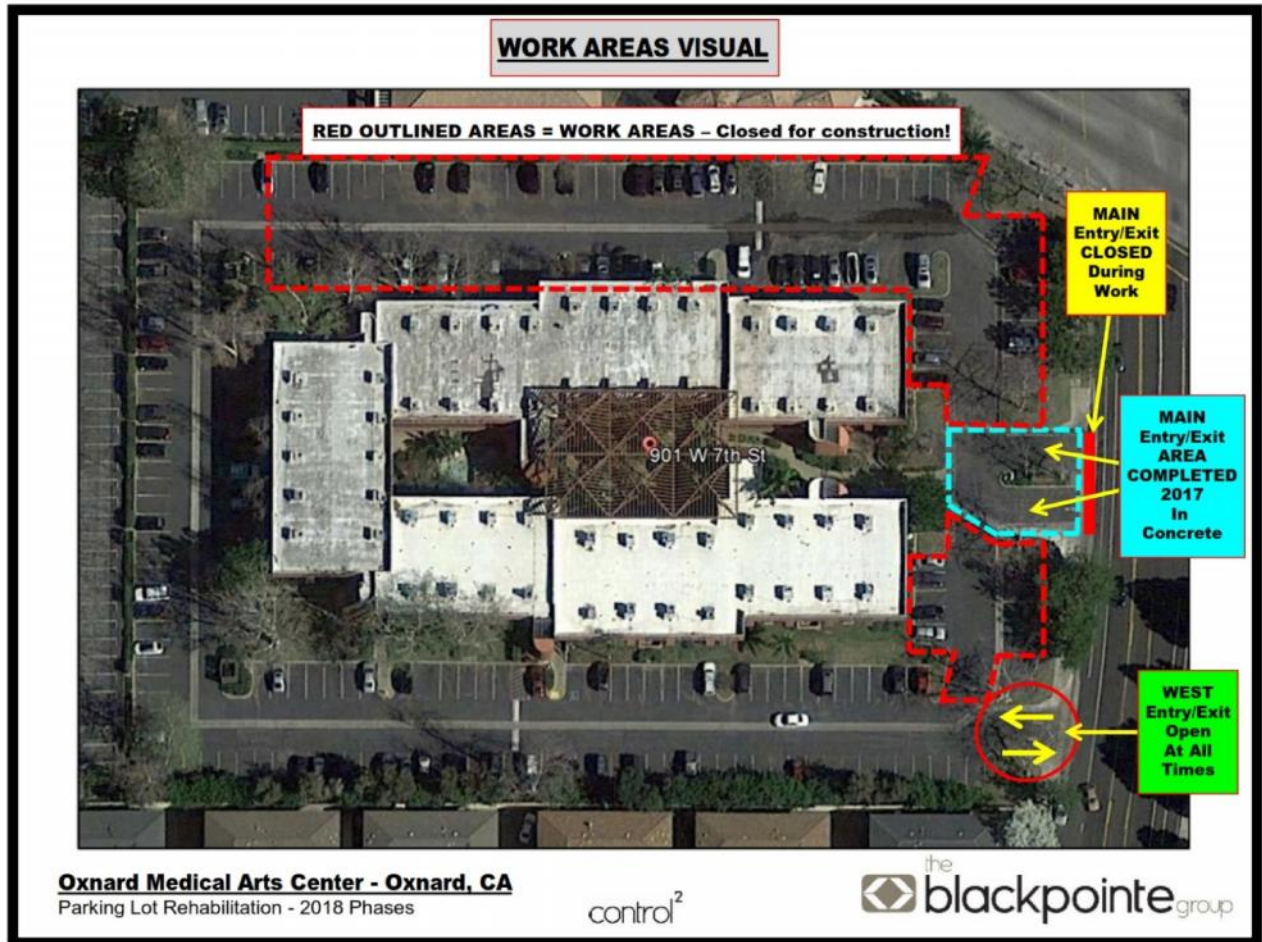 WORK AREAS VISUAL
RED OUTLINED AREAS = WORK AREAS – Closed for construction!
MAIN
Entry/Exit
CLOSED
During
Work
MAIN
Entry/Exit
AREA
COMPLETED
2017
In
Concrete
901 W 7th St
WEST
Entry/Exit
Open
At All
Times
Oxnard Medical Arts Center - Oxnard, CA
Parking Lot Rehabilitation - 2018 Phases
control²
the
blackpointe group